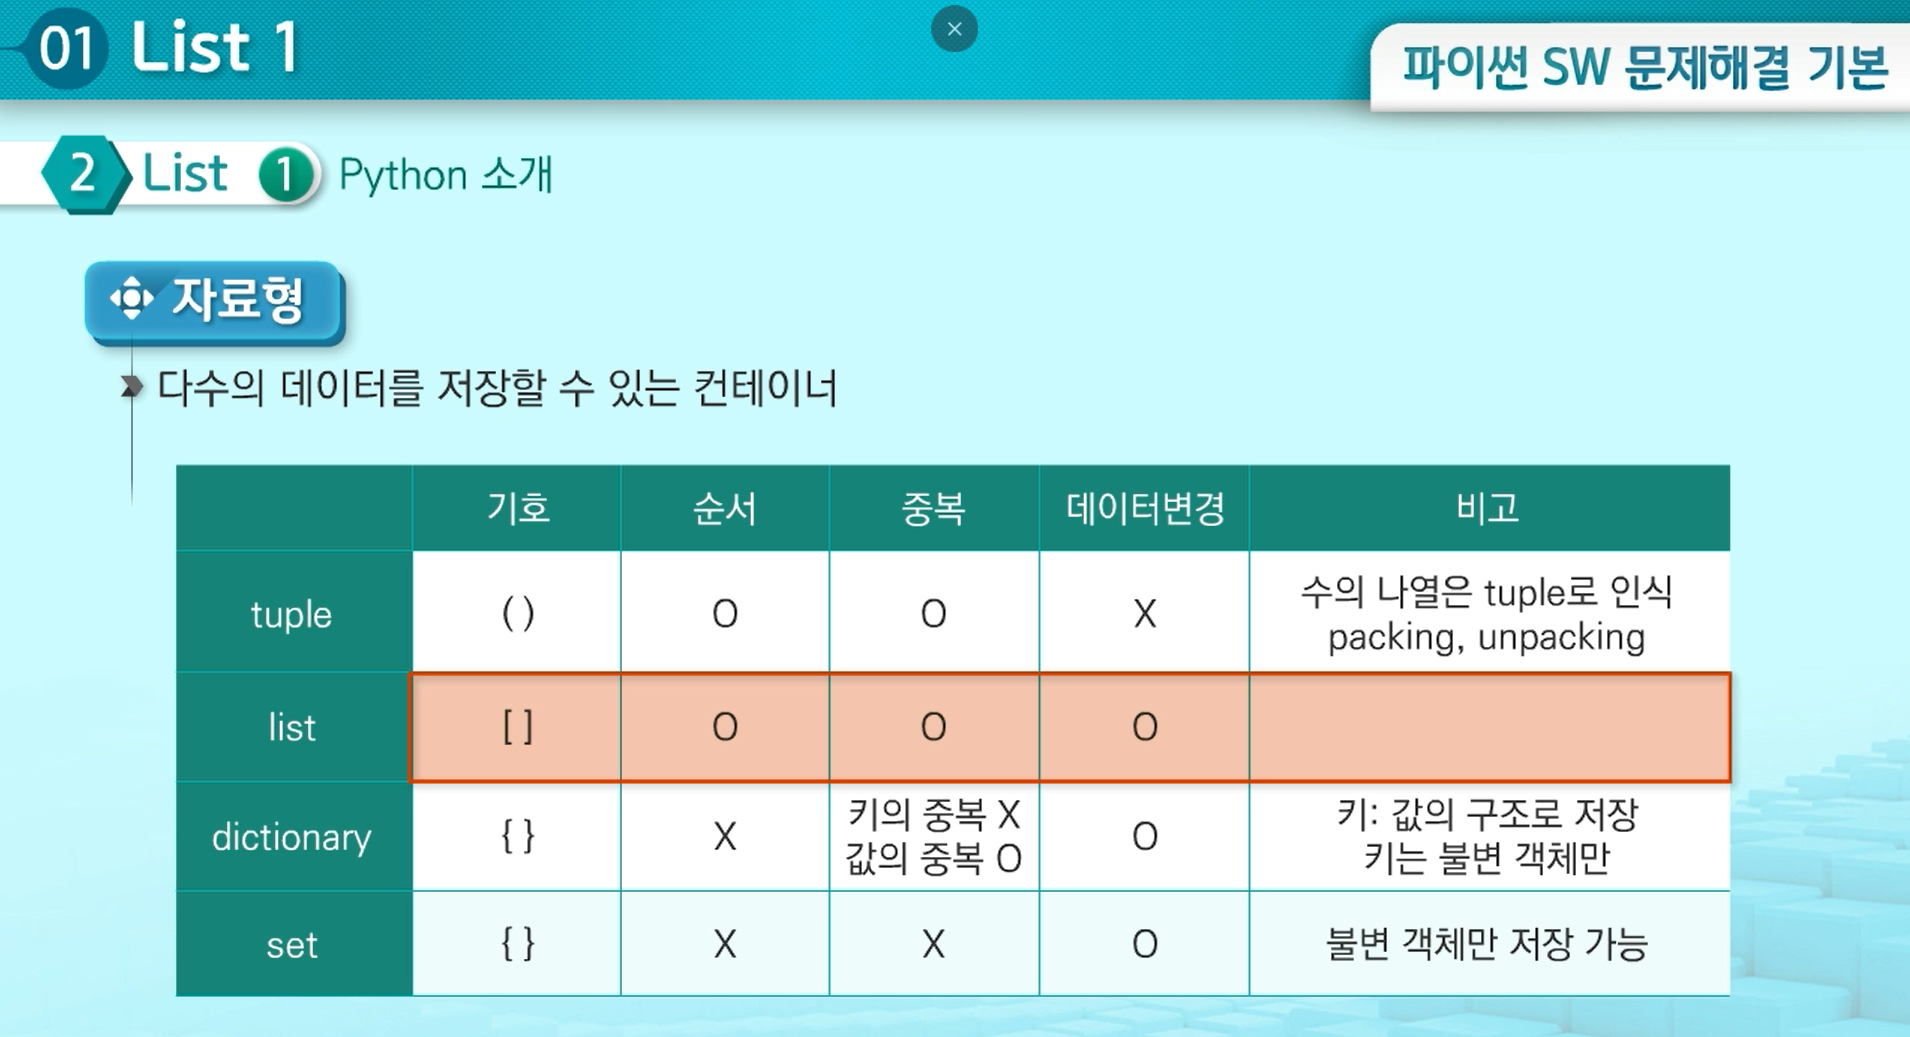 01 List 1
파이썬 SW 문제해결 기본
2 List 1 Python 소개
자료형
다수의 데이터를 저장할 수 있는 컨테이너
기호 순서 중복 데이터변경 비고
tuple ( ) O O X 수의 나열은 tuple로 인식
packing, unpacking
list [ ] O O O
dictionary { } X 키의 중복 X
값의 중복 O
O 키: 값의 구조로 저장
키는 불변 객체만
set { } X X O 불변 객체만 저장 가능